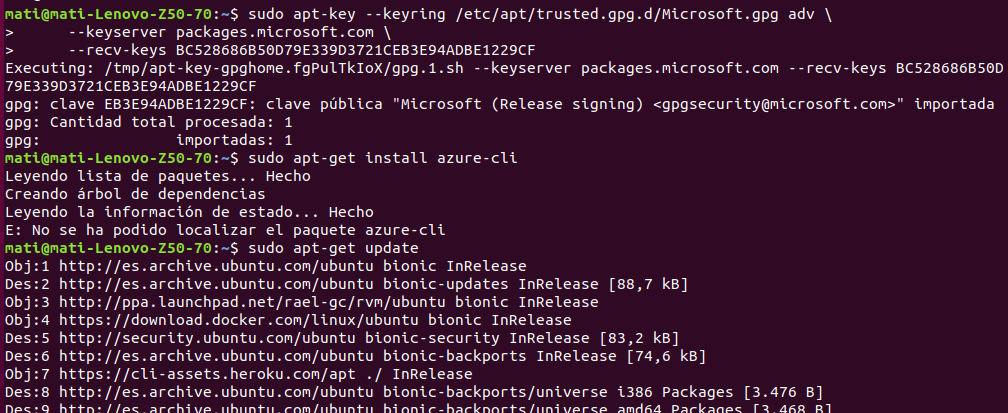 mati@mati-Lenovo-Z50-70:~$ sudo apt-key --keyring /etc/apt/trusted.gpg.d/Microsoft.gpg adv \
>      --keyserver packages.microsoft.com \
>      --recv-keys BC528686B50D79E339D3721CEB3E94ADBE1229CF
Executing: /tmp/apt-key-gpghome.fgPulTkIoX/gpg.1.sh --keyserver packages.microsoft.com --recv-keys BC528686B50D
79E339D3721CEB3E94ADBE1229CF
gpg: clave EB3E94ADBE1229CF: clave pública "Microsoft (Release signing) <gpgsecurity@microsoft.com>" importada
gpg: Cantidad total procesada: 1
gpg:               importadas: 1
mati@mati-Lenovo-Z50-70:~$ sudo apt-get install azure-cli
Leyendo lista de paquetes... Hecho
Creando árbol de dependencias
Leyendo la información de estado... Hecho
E: No se ha podido localizar el paquete azure-cli
mati@mati-Lenovo-Z50-70:~$ sudo apt-get update
Obj:1 http://es.archive.ubuntu.com/ubuntu bionic InRelease
Des:2 http://es.archive.ubuntu.com/ubuntu bionic-updates InRelease [88,7 kB]
Obj:3 http://ppa.launchpad.net/rael-gc/rvm/ubuntu bionic InRelease
Obj:4 https://download.docker.com/linux/ubuntu bionic InRelease
Des:5 http://security.ubuntu.com/ubuntu bionic-security InRelease [83,2 kB]
Des:6 http://es.archive.ubuntu.com/ubuntu bionic-backports InRelease [74,6 kB]
Obj:7 https://cli-assets.heroku.com/apt ./ InRelease
Des:8 http://es.archive.ubuntu.com/ubuntu bionic-backports/universe i386 Packages [3.476 B]
Des:9 http://es.archive.ubuntu.com/ubuntu bionic-backports/universe amd64 Packages [3.468 B]